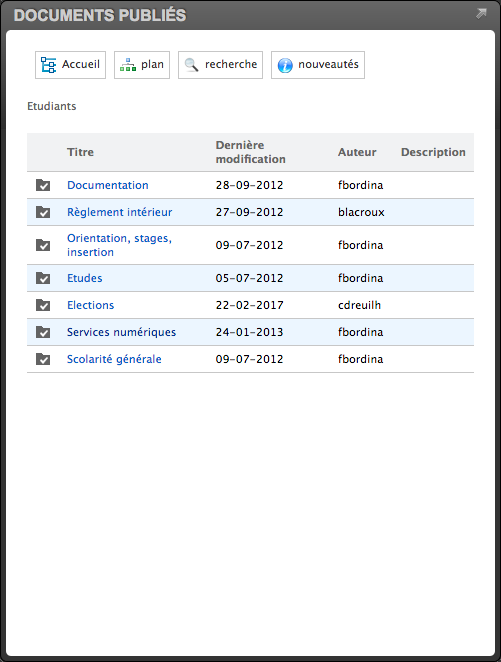 DOCUMENTS PUBLIÉS
Accueil plan recherche nouveautés
Etudiants
Titre Dernière modification Auteur Description
Documentation 28-09-2012 fbordina
Règlement intérieur 27-09-2012 blacroux
Orientation, stages, insertion 09-07-2012 fbordina
Etudes 05-07-2012 fbordina
Elections 22-02-2017 cdreuilh
Services numériques 24-01-2013 fbordina
Scolarité générale 09-07-2012 fbordina